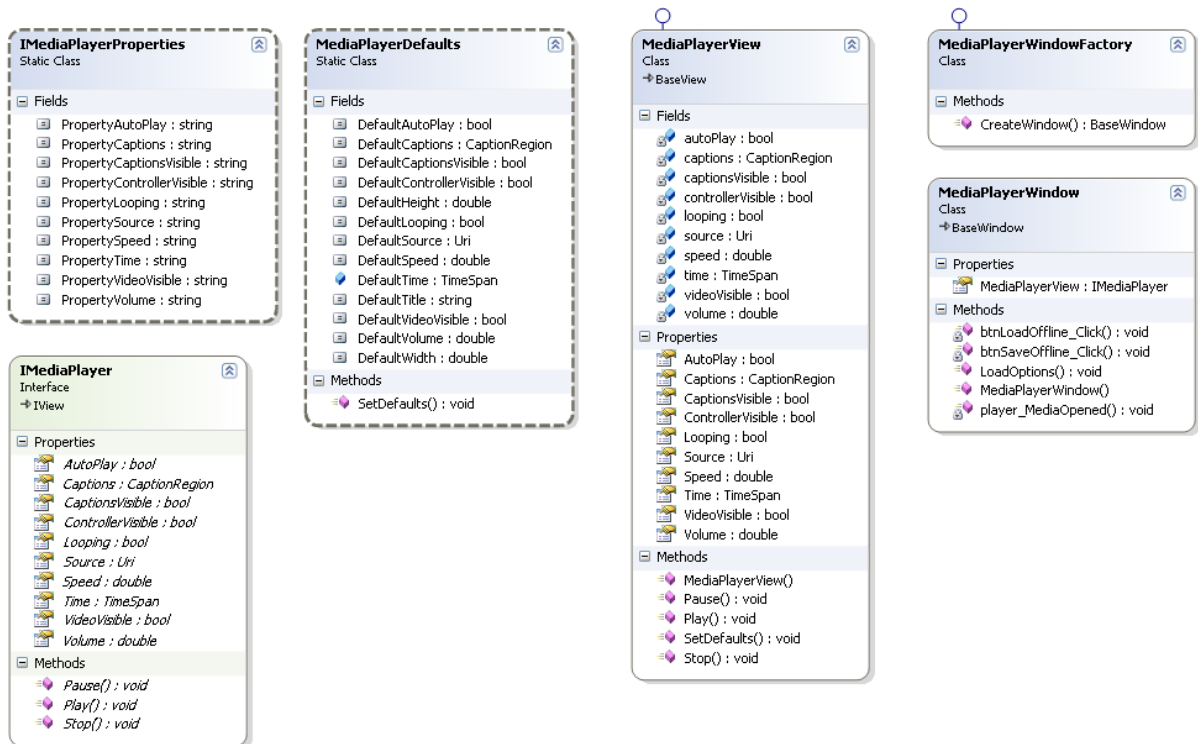 IMediaPlayerProperties
Static Class
Fields
PropertyAutoPlay : string
PropertyCaptions : string
PropertyCaptionsVisible : string
PropertyControllerVisible : string
PropertyLooping : string
PropertySource : string
PropertySpeed : string
PropertyTime : string
PropertyVideoVisible : string
PropertyVolume : string
IMediaPlayer
Interface
IView
Properties
AutoPlay : bool
Captions : CaptionRegion
CaptionsVisible : bool
ControllerVisible : bool
Looping : bool
Source : Uri
Speed : double
Time : TimeSpan
VideoVisible : bool
Volume : double
Methods
Pause() : void
Play() : void
Stop() : void
MediaPlayerDefaults
Static Class
Fields
DefaultAutoPlay : bool
DefaultCaptions : CaptionRegion
DefaultCaptionsVisible : bool
DefaultControllerVisible : bool
DefaultHeight : double
DefaultLooping : bool
DefaultSource : Uri
DefaultSpeed : double
DefaultTime : TimeSpan
DefaultTitle : string
DefaultVideoVisible : bool
DefaultVolume : double
DefaultWidth : double
Methods
SetDefaults() : void
MediaPlayerView
Class
BaseView
Fields
autoPlay : bool
captions : CaptionRegion
captionsVisible : bool
controllerVisible : bool
looping : bool
source : Uri
speed : double
time : TimeSpan
videoVisible : bool
volume : double
Properties
AutoPlay : bool
Captions : CaptionRegion
CaptionsVisible : bool
ControllerVisible : bool
Looping : bool
Source : Uri
Speed : double
Time : TimeSpan
VideoVisible : bool
Volume : double
Methods
MediaPlayerView()
Pause() : void
Play() : void
SetDefaults() : void
Stop() : void
MediaPlayerWindowFactory
Class
Methods
CreateWindow() : BaseWindow
MediaPlayerWindow
Class
BaseWindow
Properties
MediaPlayerView : IMediaPlayer
Methods
btnLoadOffline_Click() : void
btnSaveOffline_Click() : void
LoadOptions() : void
MediaPlayerWindow()
player_MediaOpened() : void